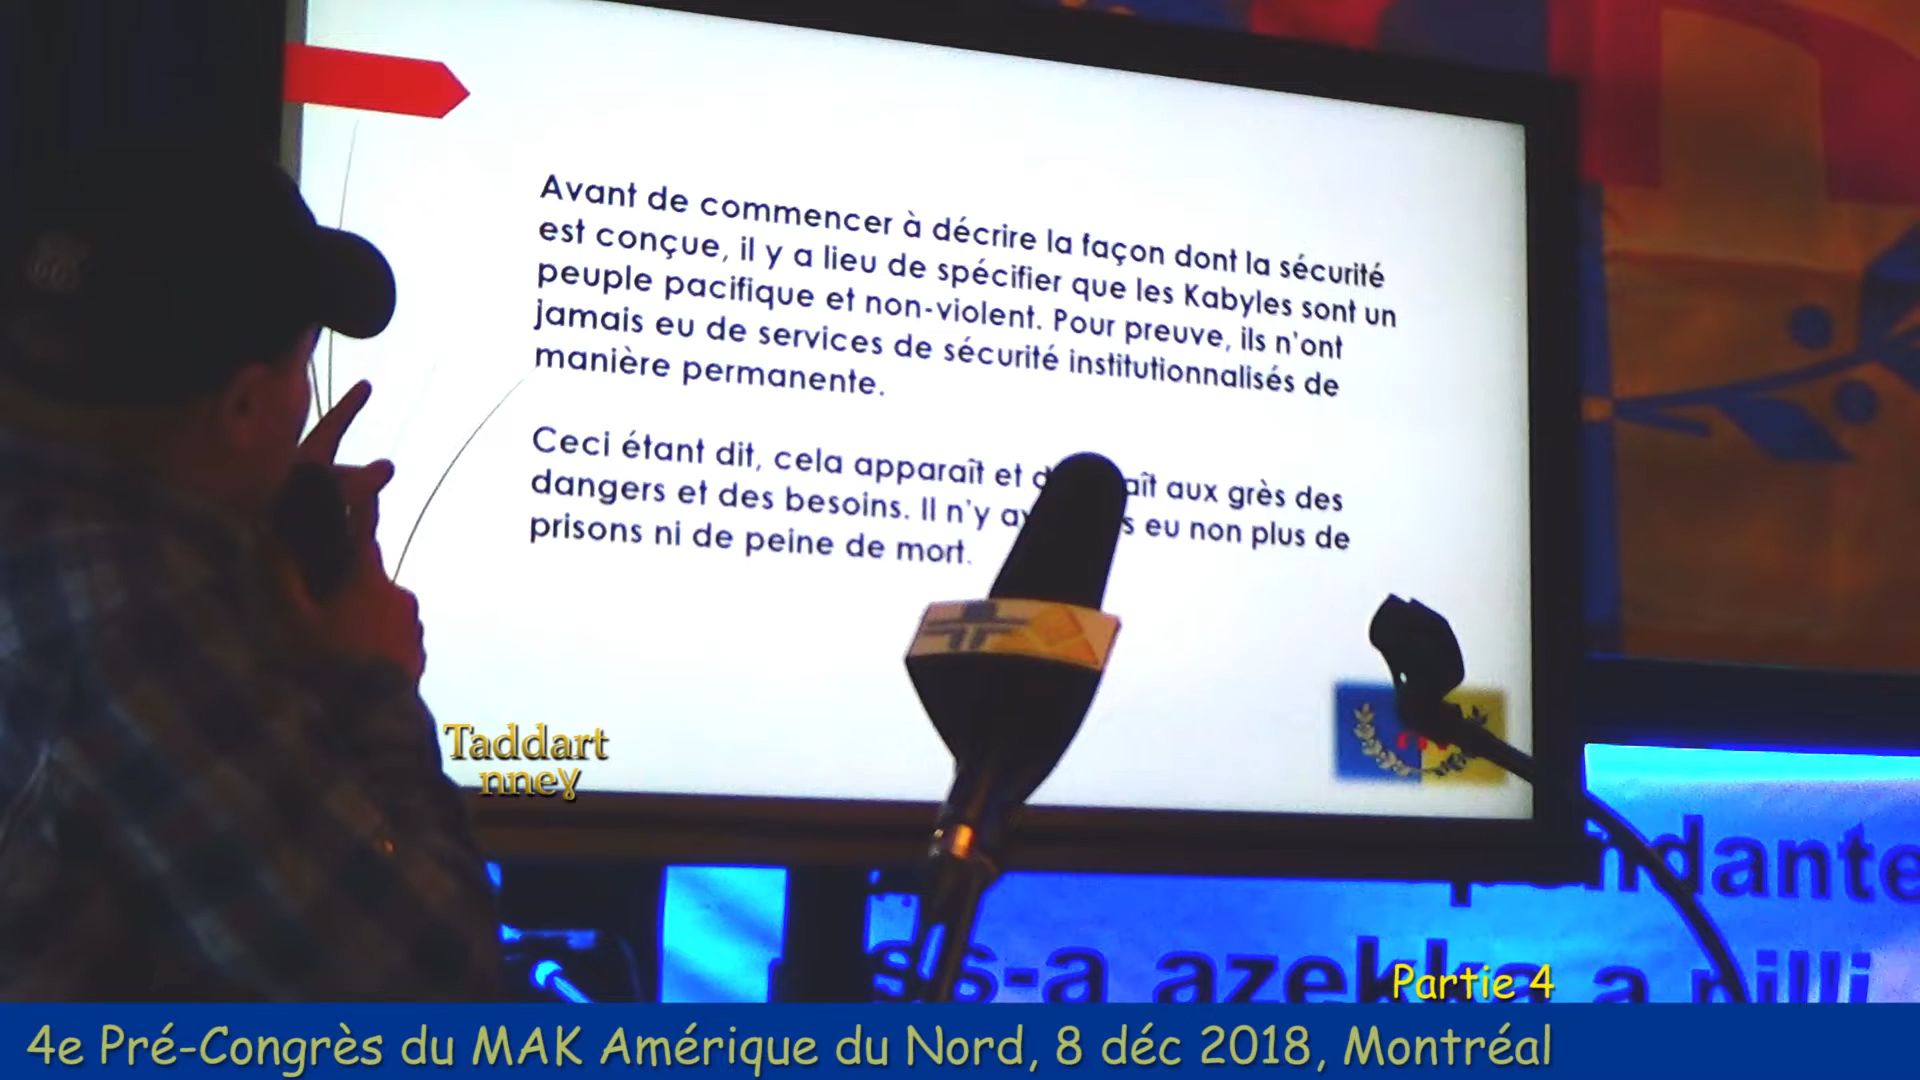 Avant de commencer à décrire la façon dont la sécurité
est conçue, il y a lieu de spécifier que les Kabyles sont un
peuple pacifique et non-violent. Pour preuve, ils n'ont
jamais eu de services de sécurité institutionnalisés de
manière permanente.
Ceci étant dit, cela apparaît et aux grès des
dangers et des besoins. Il n'y eu non plus de
prisons ni de peine de mort.
Taddart
nneɣ
azekka a nilli
Partie 4
4e Pré-Congrès du MAK Amérique du Nord, 8 déc 2018, Montréal